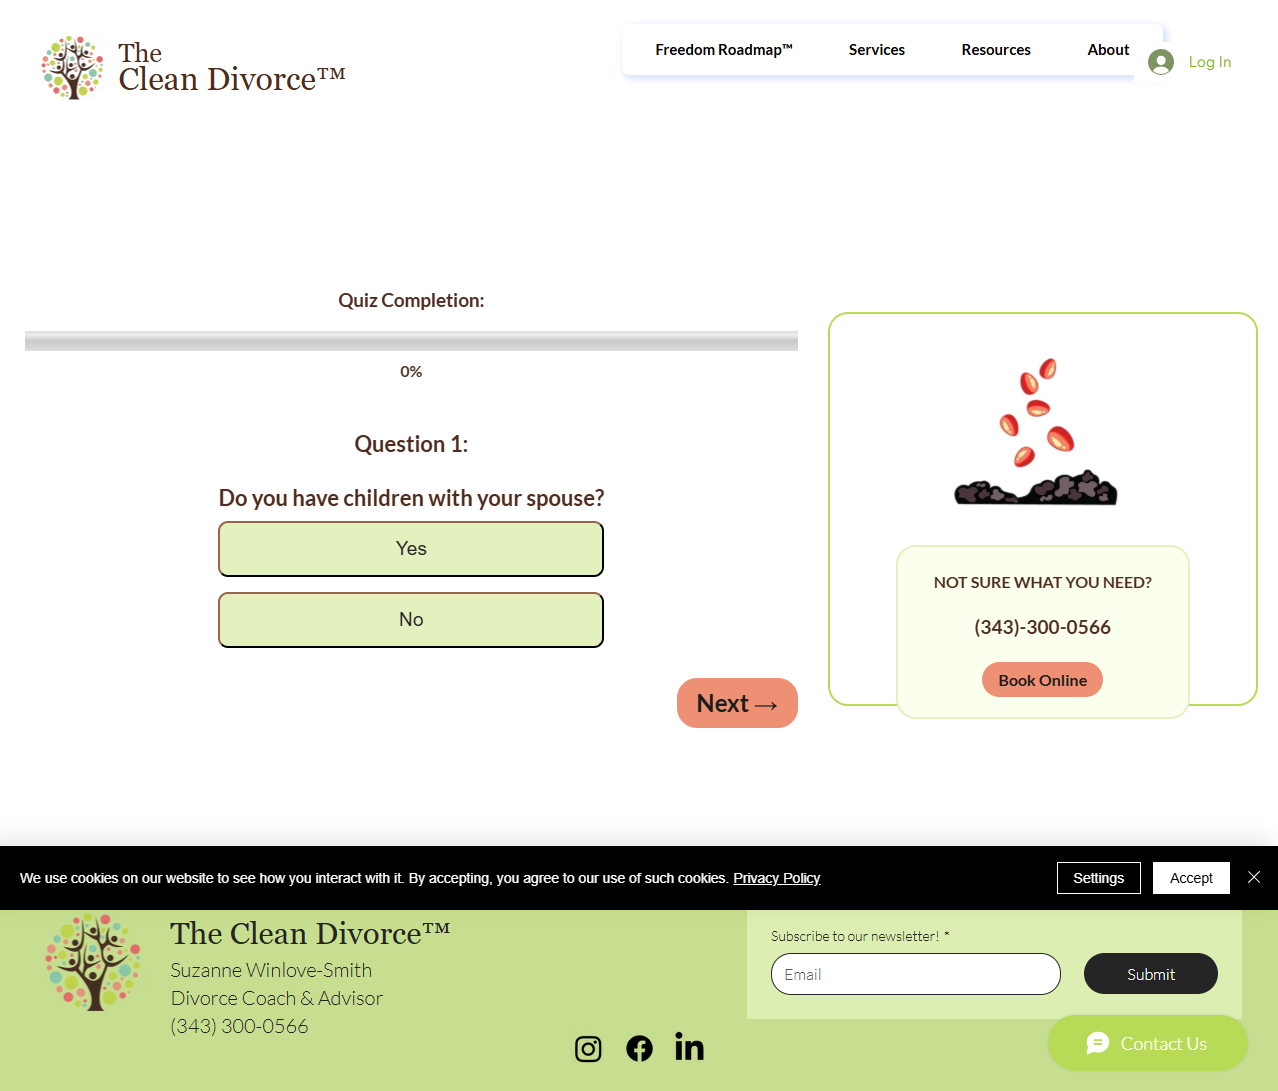 The
Clean Divorce™
Freedom Roadmap™
Services
Resources
About
Log In
Quiz Completion:
0%
Question 1:
Do you have children with your spouse?
Yes
No
Next →
NOT SURE WHAT YOU NEED?
(343)-300-0566
Book Online
We use cookies on our website to see how you interact with it. By accepting, you agree to our use of such cookies. Privacy Policy
Settings
Accept
The Clean Divorce™
Suzanne Winlove-Smith
Divorce Coach & Advisor
(343) 300-0566
Subscribe to our newsletter! *
Email
Submit
Contact Us